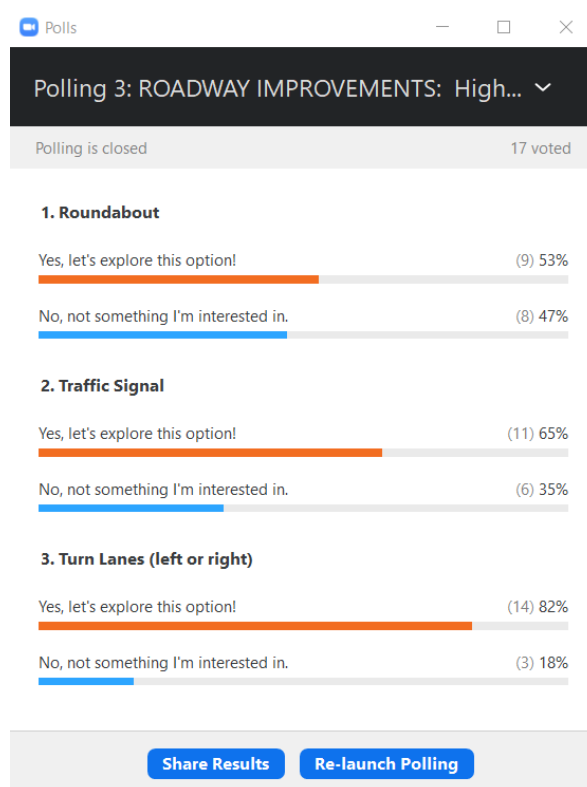 Polls
Polling 3: ROADWAY IMPROVEMENTS: High...
Polling is closed 17 voted
1. Roundabout
Yes, let's explore this option! (9) 53%
No, not something I'm interested in. (8) 47%
2. Traffic Signal
Yes, let's explore this option! (11) 65%
No, not something I'm interested in. (6) 35%
3. Turn Lanes (left or right)
Yes, let's explore this option! (14) 82%
No, not something I'm interested in. (3) 18%
Share Results Re-launch Polling